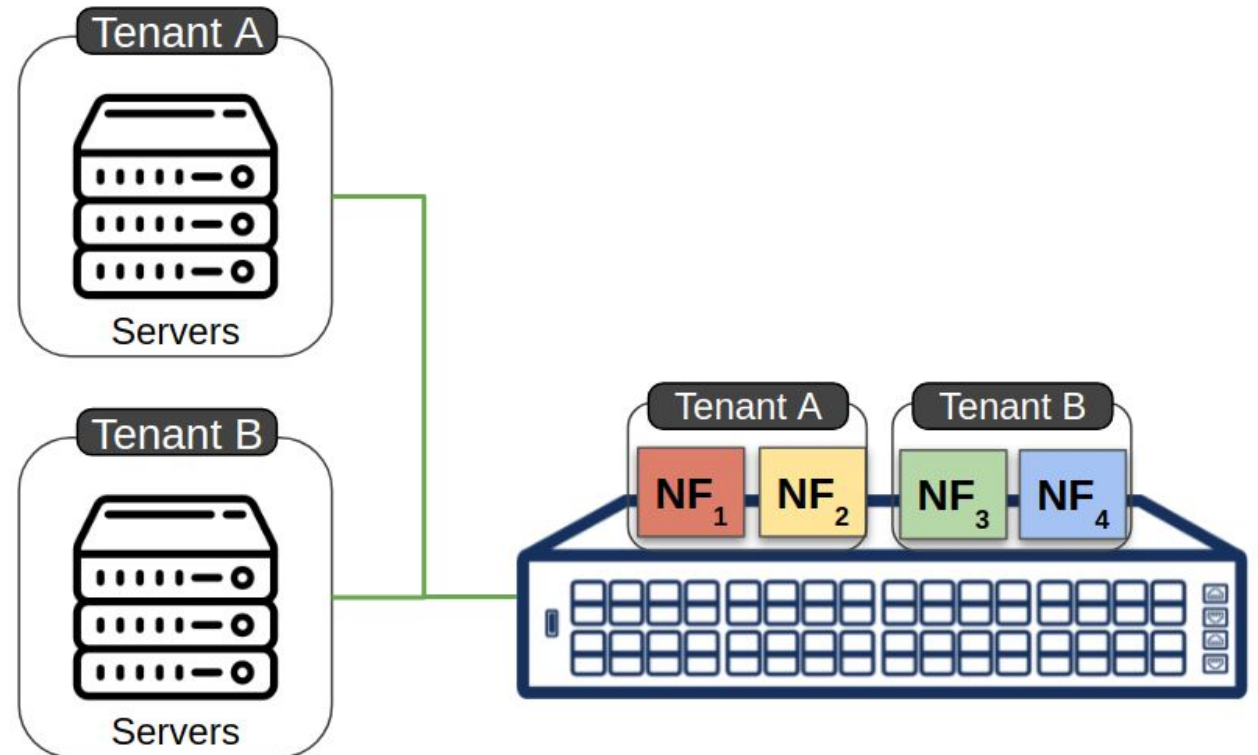 Tenant A
Servers
Tenant B
Servers
Tenant A
Tenant B
NF1
NF2
NF3
NF4